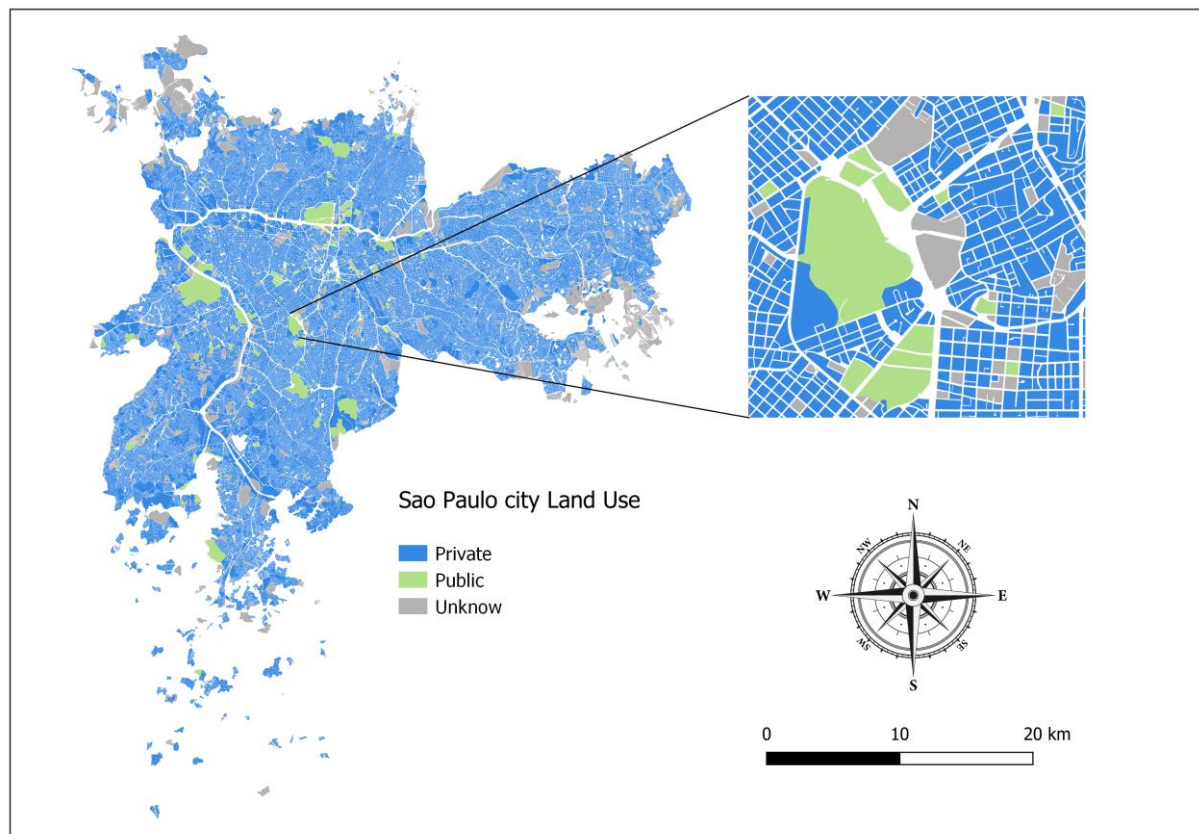 Sao Paulo city Land Use
Private
Public
Unknow
N
NW
NE
W
E
SW
SE
S
0 10 20 km